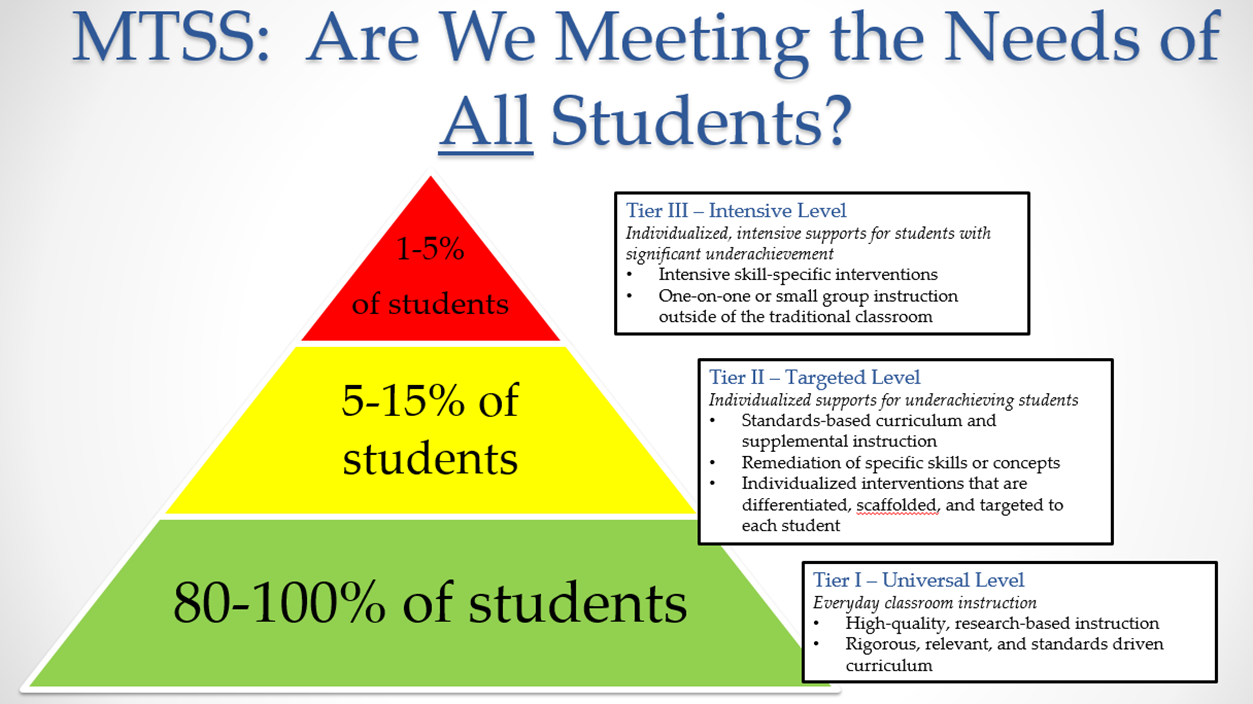 MTSS:  Are We Meeting the Needs of
All Students?
1-5%
of students
Tier III – Intensive Level
Individualized, intensive supports for students with
significant underachievement
• Intensive skill-specific interventions
• One-on-one or small group instruction
outside of the traditional classroom
5-15% of
students
Tier II – Targeted Level
Individualized supports for underachieving students
• Standards-based curriculum and
supplemental instruction
• Remediation of specific skills or concepts
• Individualized interventions that are
differentiated, scaffolded, and targeted to
each student
80-100% of students
Tier I – Universal Level
Everyday classroom instruction
• High-quality, research-based instruction
• Rigorous, relevant, and standards driven
curriculum